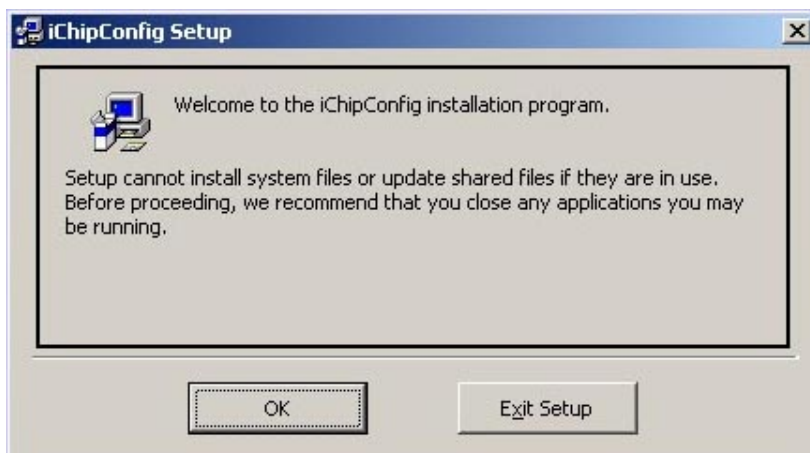 iChipConfig Setup
Welcome to the iChipConfig installation program.
Setup cannot install system files or update shared files if they are in use.
Before proceeding, we recommend that you close any applications you may
be running.
OK
Exit Setup